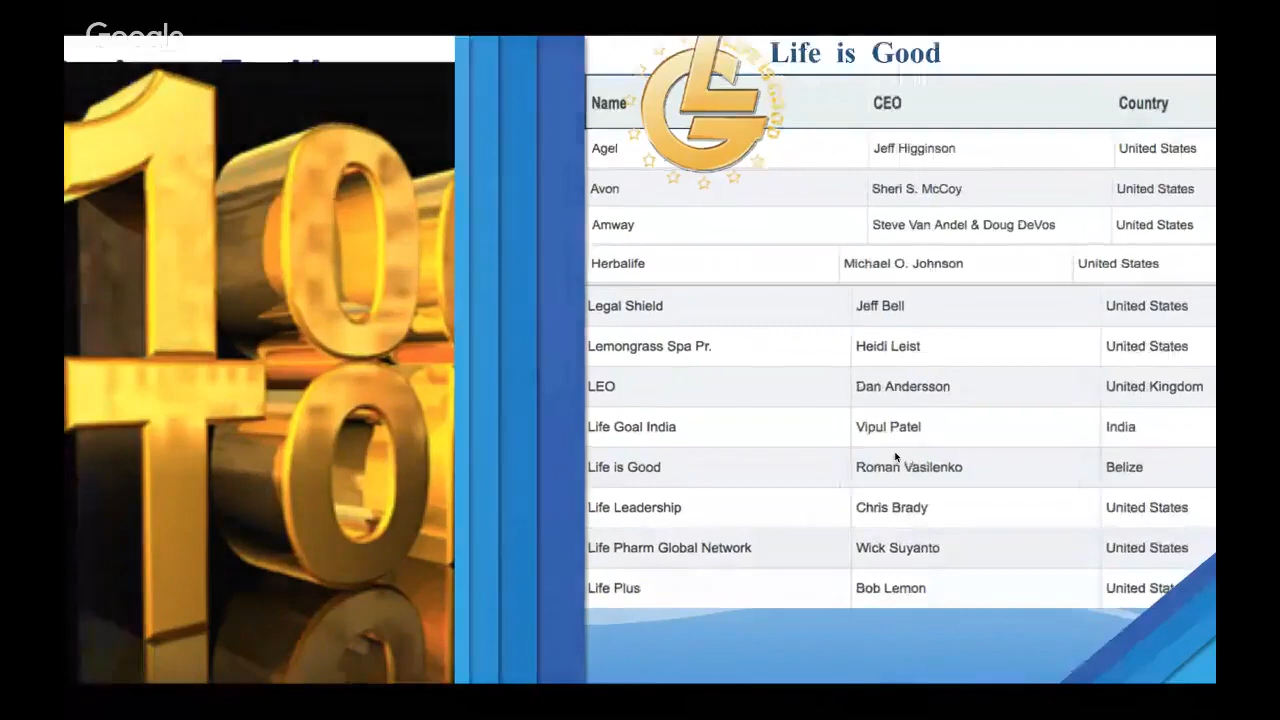 Google
Life is Good
Name CEO Country
Agel Jeff Higginson United States
Avon Sheri S. McCoy United States
Amway Steve Van Andel & Doug DeVos United States
Herbalife Michael O. Johnson United States
Legal Shield Jeff Bell United States
Lemongrass Spa Pr. Heidi Leist United States
LEO Dan Andersson United Kingdom
Life Goal India Vipul Patel India
Life is Good Roman Vasilenko Belize
Life Leadership Chris Brady United States
Life Pharm Global Network Wick Suyanto United States
Life Plus Bob Lemon United
100
TO
LG